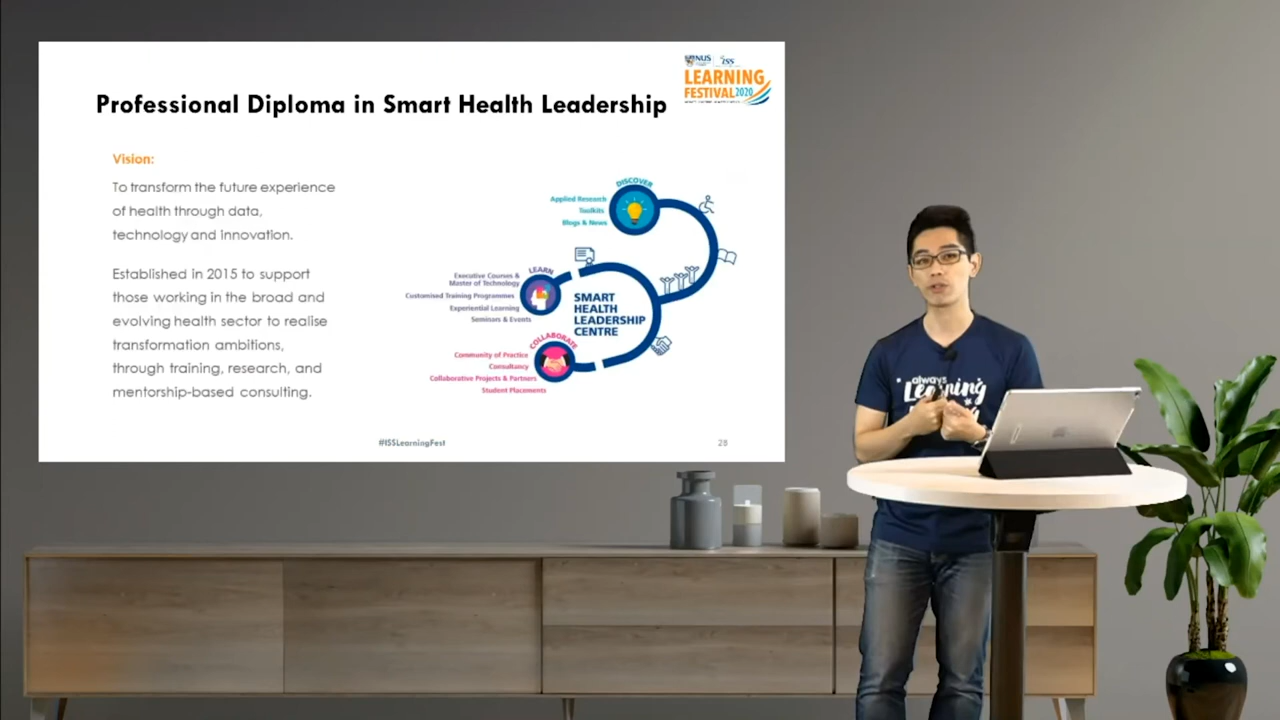 NUS
ISS
LEARNING
FESTIVAL 2020
Professional Diploma in Smart Health Leadership
Vision:
To transform the future experience
of health through data,
technology and innovation.
Established in 2015 to support
those working in the broad and
evolving health sector to realise
transformation ambitions,
through training, research, and
mentorship-based consulting.
DISCOVER
Applied Research
Toolkits
Blogs & News
LEARN
Executive Courses &
Master of Technology
Customised Training Programmes
Experiential Learning
Seminars & Events
SMART
HEALTH
LEADERSHIP
CENTRE
COLLABORATE
Community of Practice
Consultancy
Collaborative Projects & Partners
Student Placements
#ISSLearningFest
28
always
Learning